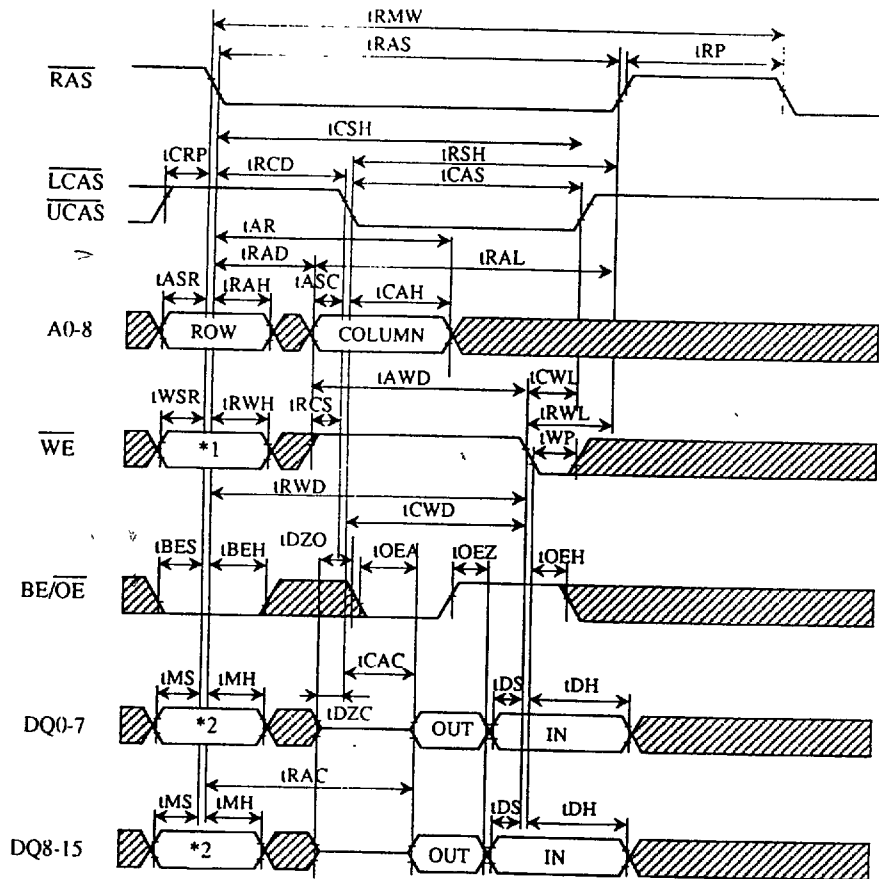 tRMW
tRAS
tRP
RAS
tCSH
tCRP
tRCD
tRSH
LCAS
tCAS
UCAS
tAR
tRAD
tRAL
tASR
tRAH
tASC
tCAH
A0-8
ROW
COLUMN
tAWD
tCWL
tWSR
tRWH
tRCS
tRWL
WE
*1
tWP
tRWD
tCWD
tBES
tBEH
tDZO
tOEA
tOEZ
tOEH
BE/OE
tCAC
tMS
tMH
tDZC
tDS
tDH
DQ0-7
*2
OUT
IN
tRAC
tMS
tMH
tDS
tDH
DQ8-15
*2
OUT
IN